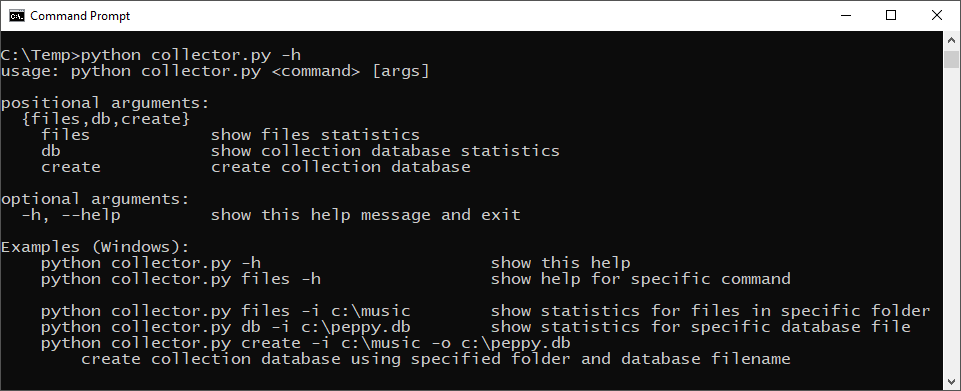 Command Prompt
C:\Temp>python collector.py -h
usage: python collector.py <command> [args]
positional arguments:
  {files,db,create}
    files            show files statistics
    db               show collection database statistics
    create           create collection database
optional arguments:
  -h, --help         show this help message and exit
Examples (Windows):
    python collector.py -h                       show this help
    python collector.py files -h                 show help for specific command
    python collector.py files -i c:\music        show statistics for files in specific folder
    python collector.py db -i c:\peppy.db        show statistics for specific database file
    python collector.py create -i c:\music -o c:\peppy.db
        create collection database using specified folder and database filename